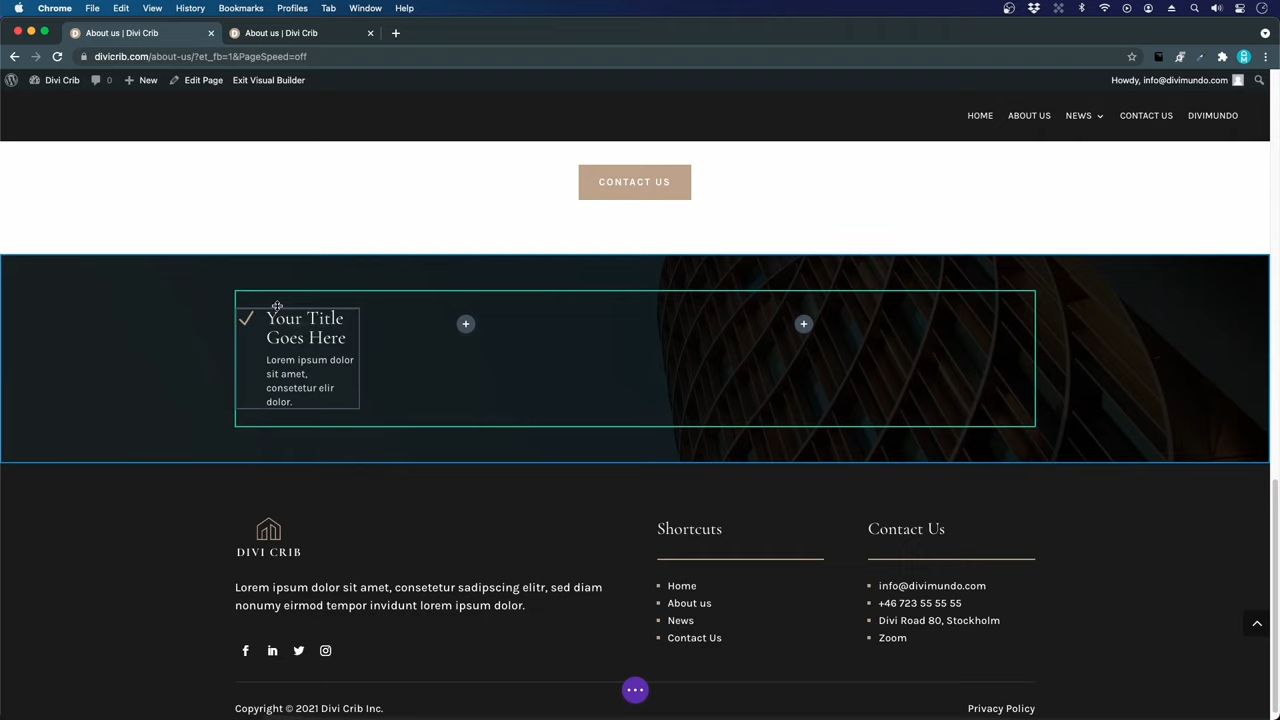 Chrome File Edit View History Bookmarks Profiles Tab Window Help
About us | Divi Crib
About us | Divi Crib
divicrib.com/about-us/?et_fb=1&PageSpeed=off
Divi Crib 0 New Edit Page Exit Visual Builder Howdy, info@divimundo.com
HOME ABOUT US NEWS CONTACT US DIVIMUNDO
CONTACT US
Your Title
Goes Here
Lorem ipsum dolor
sit amet,
consetetur elir
dolor.
DIVI CRIB
Lorem ipsum dolor sit amet, consetetur sadipscing elitr, sed diam
nonumy eirmod tempor invidunt lorem ipsum dolor.
Shortcuts
Home
About us
News
Contact Us
Contact Us
info@divimundo.com
+46 723 55 55 55
Divi Road 80, Stockholm
Zoom
Copyright © 2021 Divi Crib Inc.
Privacy Policy